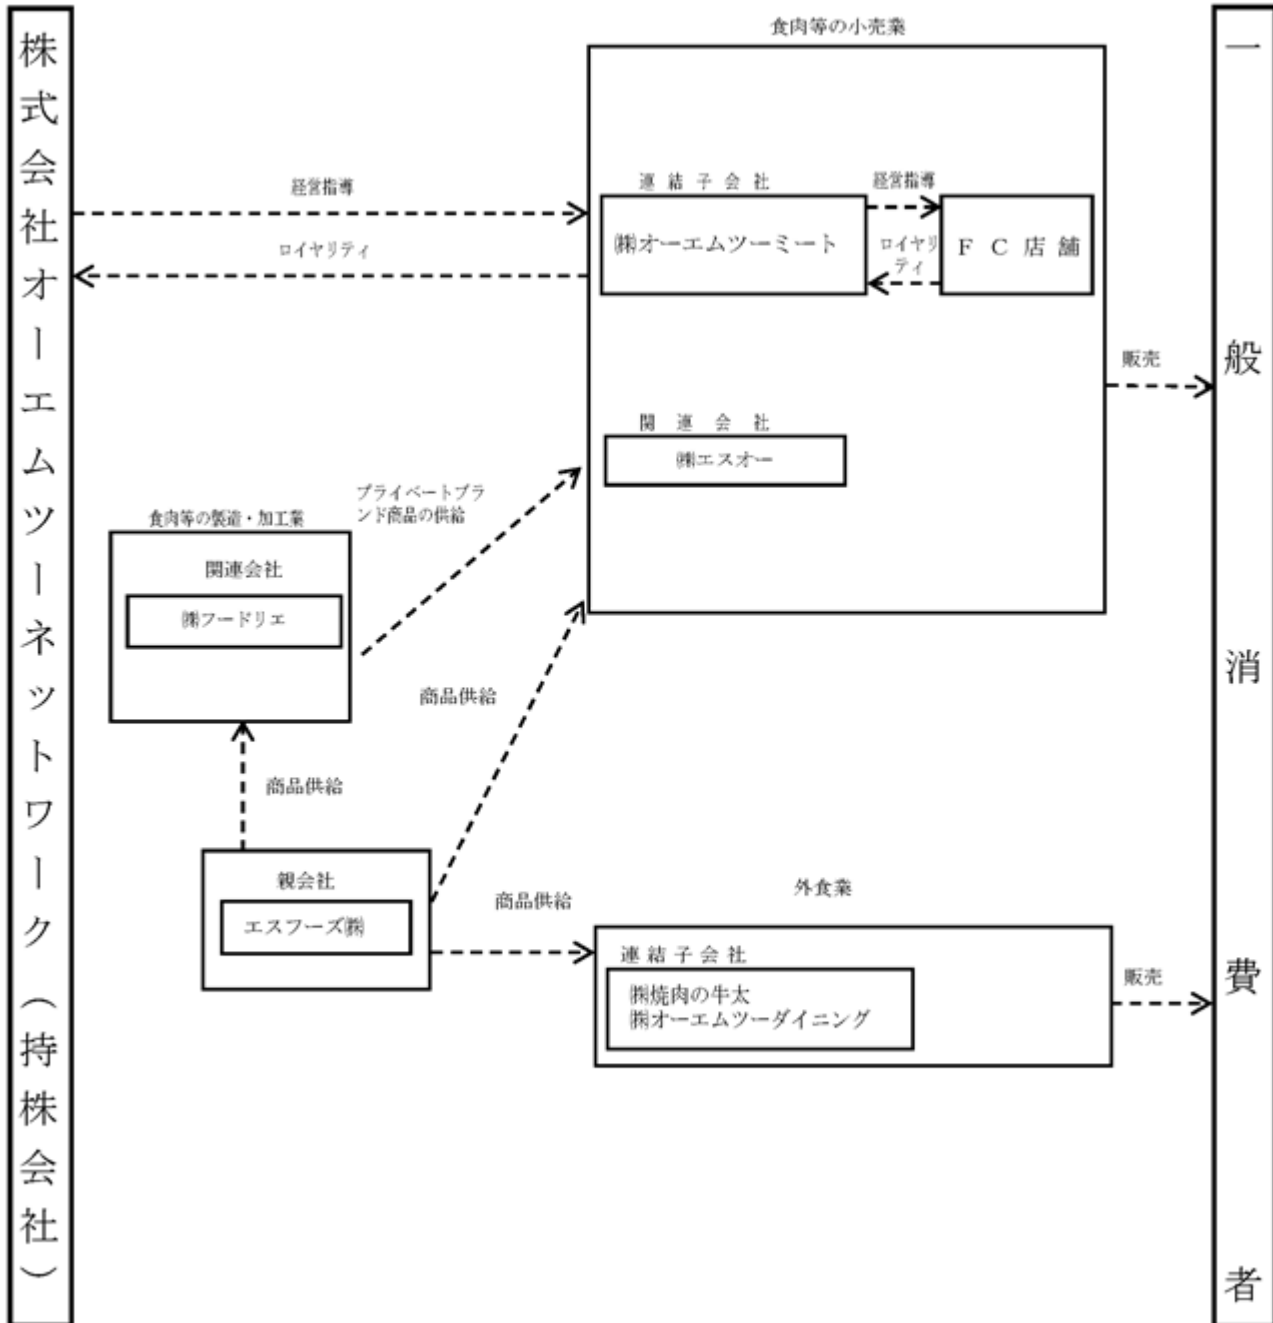 株式会社オーエムツーネットワーク（持株会社）
食肉等の小売業
経営指導
ロイヤリティ
連結子会社
㈱オーエムツーミート
経営指導
ロイヤリ
ティ
ＦＣ店舗
関連会社
㈱エスオー
販売
プライベートブラ
ンド商品の供給
食肉等の製造・加工業
関連会社
㈱フードリエ
商品供給
商品供給
親会社
エスフーズ㈱
商品供給
外食業
連結子会社
㈱焼肉の牛太
㈱オーエムツーダイニング
販売
一般消費者